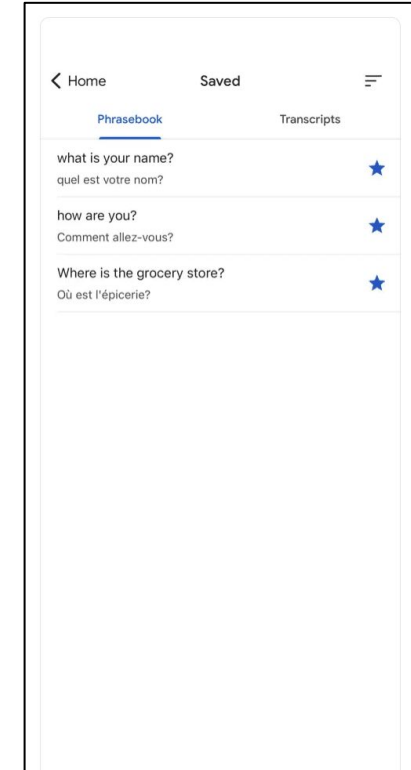 Home Saved
Phrasebook Transcripts
what is your name?
quel est votre nom?
how are you?
Comment allez-vous?
Where is the grocery store?
Où est l'épicerie?